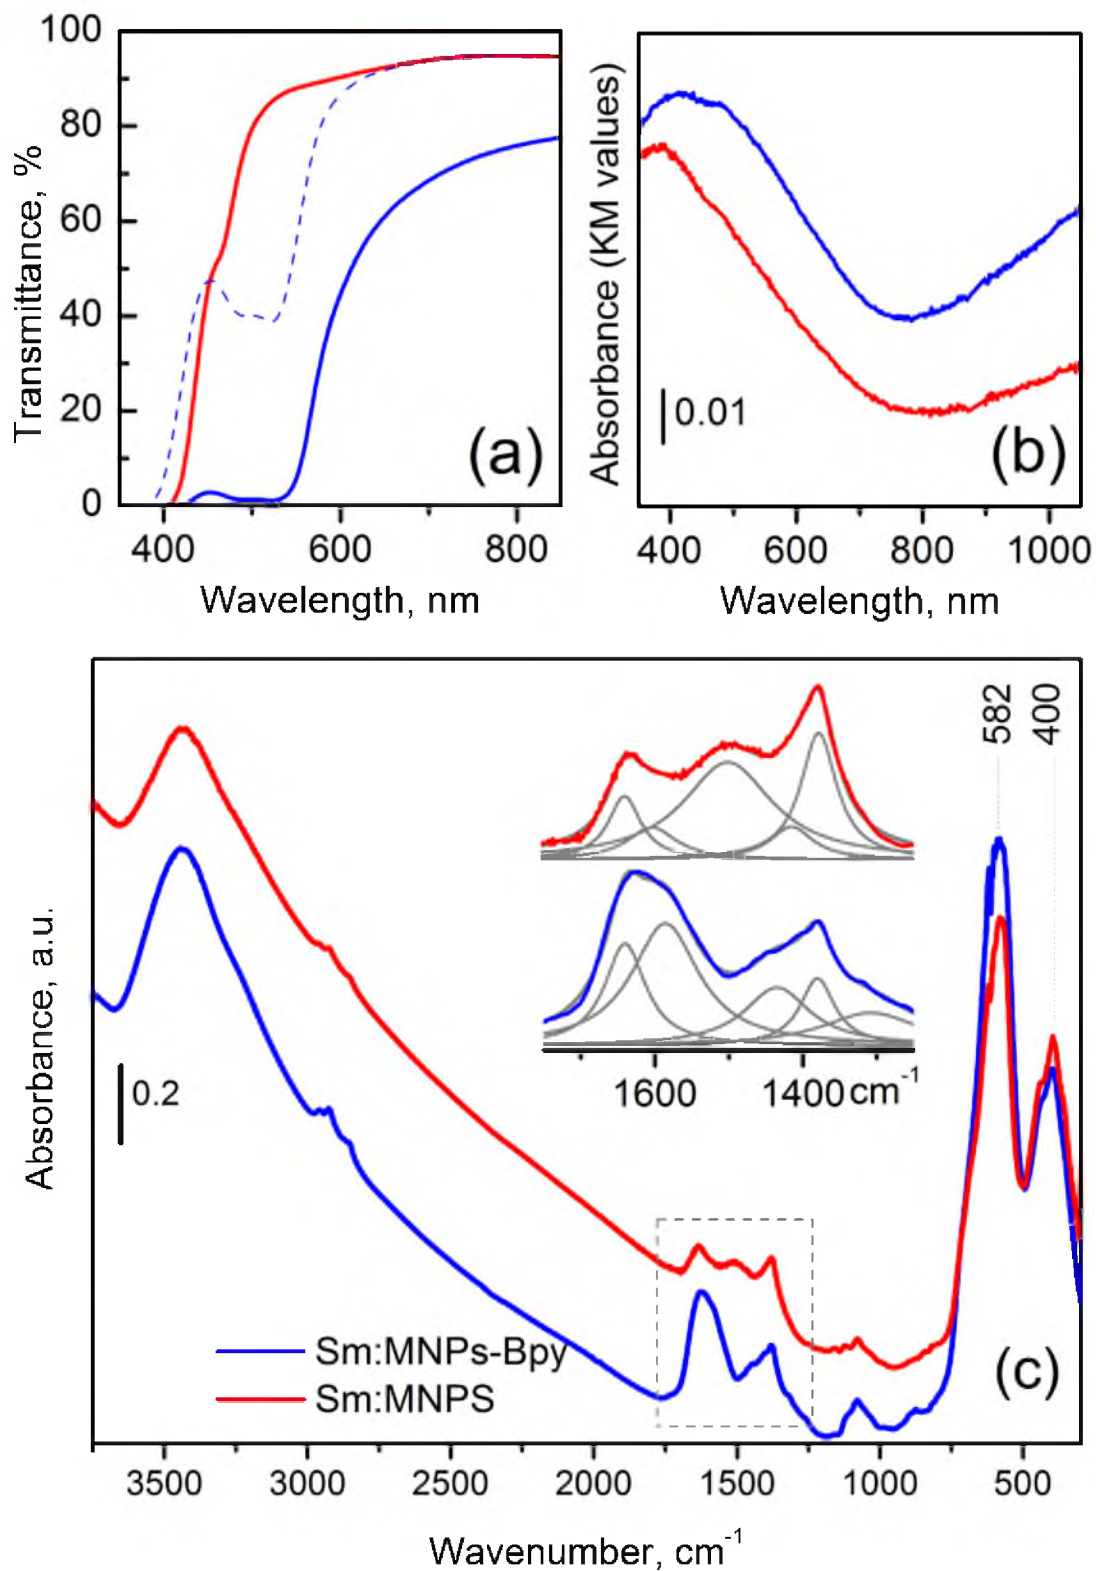 100
80
60
40
20
0
Transmittance, %
(a)
400
600
800
Wavelength, nm
Absorbance (KM values)
0.01
(b)
400
600
800
1000
Wavelength, nm
582
400
Absorbance, a.u.
0.2
1600
1400 cm-1
Sm:MNPs-Bpy
Sm:MNPS
(c)
3500
3000
2500
2000
1500
1000
500
Wavenumber, cm-1